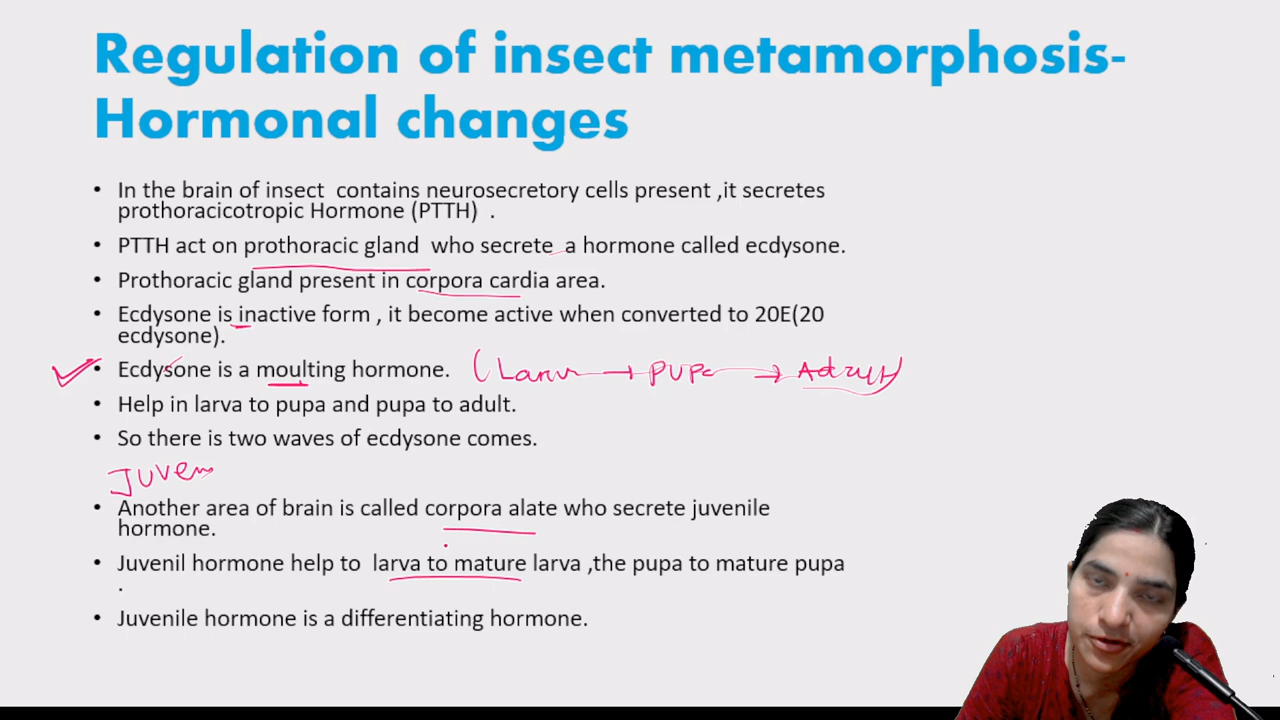 Regulation of insect metamorphosis-
Hormonal changes
• In the brain of insect contains neurosecretory cells present ,it secretes
prothoracicotropic Hormone (PTTH) .
• PTTH act on prothoracic gland who secrete a hormone called ecdysone.
• Prothoracic gland present in corpora cardia area.
• Ecdysone is inactive form , it become active when converted to 20E(20
ecdysone).
• Ecdysone is a moulting hormone. (Larva → pupa → Adult)
• Help in larva to pupa and pupa to adult.
• So there is two waves of ecdysone comes.
Juven
• Another area of brain is called corpora alate who secrete juvenile
hormone.
• Juvenil hormone help to larva to mature larva ,the pupa to mature pupa
.
• Juvenile hormone is a differentiating hormone.